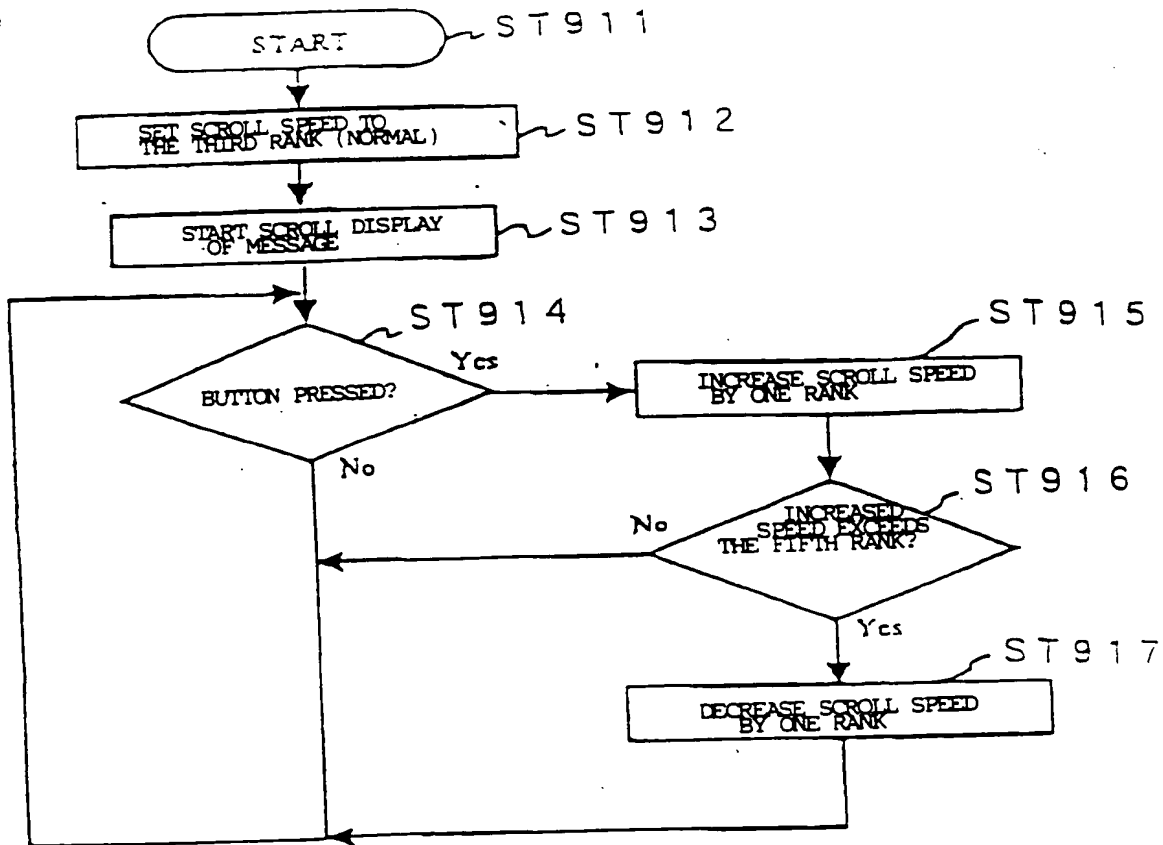 START
ST911
SET SCROLL SPEED TO
THE THIRD RANK (NORMAL)
ST912
START SCROLL DISPLAY
OF MESSAGE
ST913
ST914
BUTTON PRESSED?
Yes
No
ST915
INCREASE SCROLL SPEED
BY ONE RANK
ST916
INCREASED
SPEED EXCEEDS
THE FIFTH RANK?
No
Yes
ST917
DECREASE SCROLL SPEED
BY ONE RANK